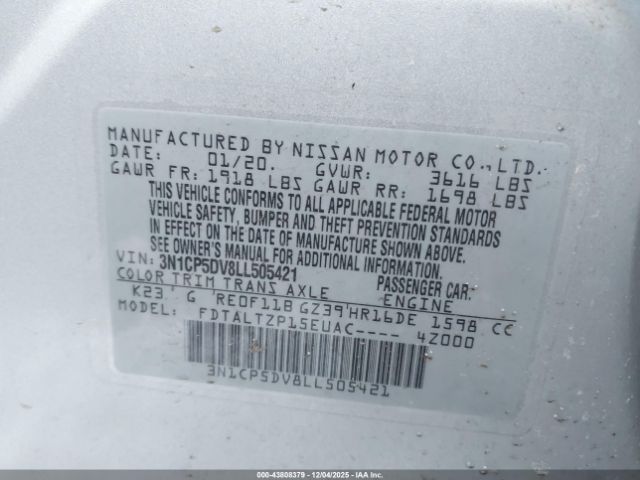 MANUFACTURED BY NISSAN MOTOR CO., LTD.
DATE: 01/20. GVWR: 3616 LBS
GAWR FR: 1918 LBS GAWR RR: 1698 LBS
THIS VEHICLE CONFORMS TO ALL APPLICABLE FEDERAL MOTOR
VEHICLE SAFETY, BUMPER AND THEFT PREVENTION STANDARDS
IN EFFECT ON THE DATE OF MANUFACTURE SHOWN ABOVE.
SEE OWNER'S MANUAL FOR ADDITIONAL INFORMATION.
VIN: 3N1CP5DV8LL505421 PASSENGER CAR.
COLOR TRIM TRANS AXLE ENGINE
K23 G RE0F11B GZ39 HR16DE 1598 CC
MODEL: FDTALTZP15EUAC---- 4Z000
3N1CP5DV8LL505421
000-43808379 - 12/04/2025 - IAAI.COM